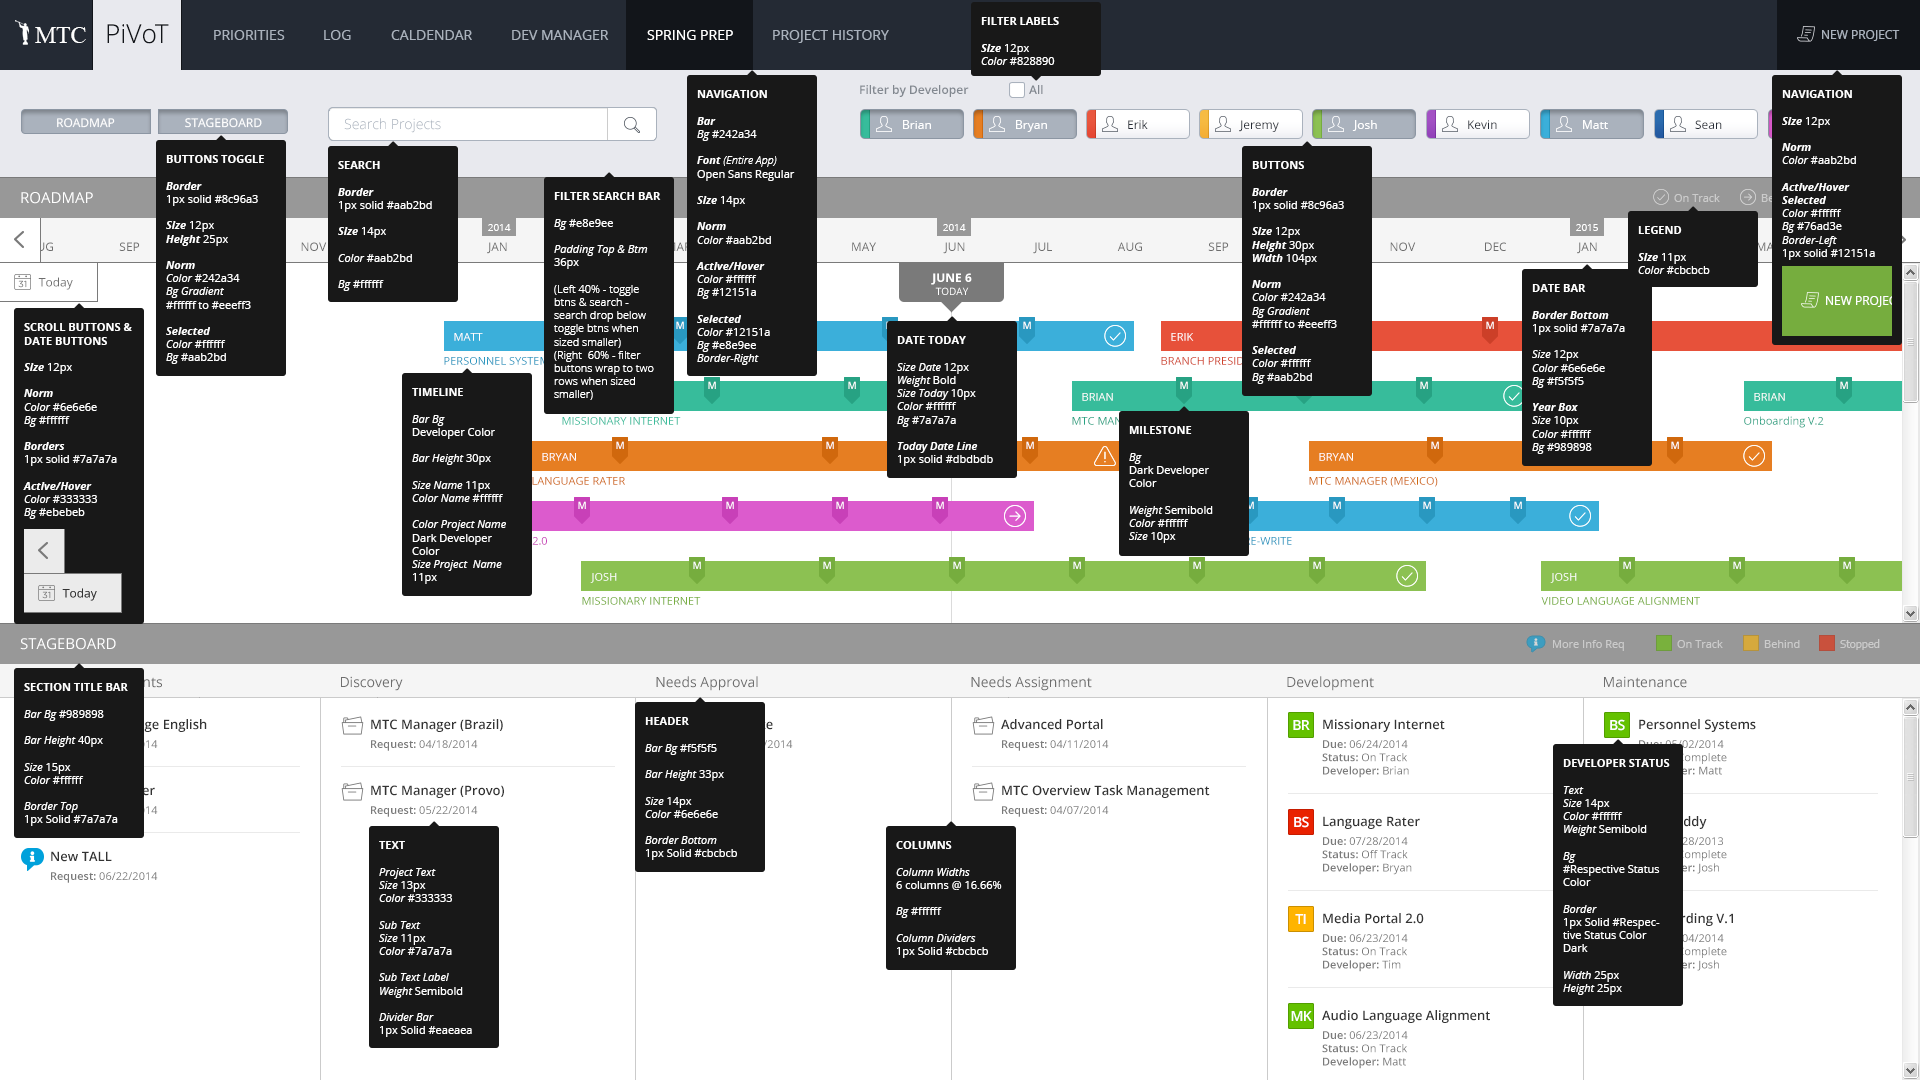 MTC
PiVoT
PRIORITIES
LOG
CALDENDAR
DEV MANAGER
SPRING PREP
PROJECT HISTORY
NEW PROJECT
FILTER LABELS
Size 12px
Color #828890
Filter by Developer
All
ROADMAP
STAGEBOARD
Search Projects
Brian
Bryan
Erik
Jeremy
Josh
Kevin
Matt
Sean
BUTTONS TOGGLE
Border
1px solid #8c96a3
Size 12px
Height 25px
Norm
Color #242a34
Bg Gradient
#ffffff to #eeeff3
Selected
Color #ffffff
Bg #aab2bd
SEARCH
Border
1px solid #aab2bd
Size 14px
Color #aab2bd
Bg #ffffff
FILTER SEARCH BAR
Bg #e8e9ee
Padding Top & Btm
36px
(Left 40% - toggle
btns & search -
search drop below
toggle btns when
sized smaller)
(Right 60% - filter
buttons wrap to two
rows when sized
smaller)
NAVIGATION
Bar
Bg #242a34
Font (Entire App)
Open Sans Regular
Size 14px
Norm
Color #aab2bd
Active/Hover
Color #ffffff
Bg #12151a
Selected
Color #12151a
Bg #e8e9ee
Border-Right
BUTTONS
Border
1px solid #8c96a3
Size 12px
Height 30px
Width 104px
Norm
Color #242a34
Bg Gradient
#ffffff to #eeeff3
Selected
Color #ffffff
Bg #aab2bd
NAVIGATION
Size 12px
Norm
Color #aab2bd
Active/Hover
Selected
Color #ffffff
Bg #76ad3e
Border-Left
1px solid #12151a
NEW PROJEC
ROADMAP
On Track
Be
LEGEND
Size 11px
Color #cbcbcb
UG
SEP
NOV
2014
JAN
MAY
2014
JUN
JUL
AUG
SEP
NOV
DEC
2015
JAN
Today
JUNE 6
TODAY
SCROLL BUTTONS &
DATE BUTTONS
Size 12px
Norm
Color #6e6e6e
Bg #ffffff
Borders
1px solid #7a7a7a
Active/Hover
Color #333333
Bg #ebebeb
Today
DATE BAR
Border Bottom
1px solid #7a7a7a
Size 12px
Color #6e6e6e
Bg #f5f5f5
Year Box
Size 10px
Color #ffffff
Bg #989898
DATE TODAY
Size Date 12px
Weight Bold
Size Today 10px
Color #ffffff
Bg #7a7a7a
Today Date Line
1px solid #dbdbdb
TIMELINE
Bar Bg
Developer Color
Bar Height 30px
Size Name 11px
Color Name #ffffff
Color Project Name
Dark Developer
Color
Size Project Name
11px
MILESTONE
Bg
Dark Developer
Color
Weight Semibold
Color #ffffff
Size 10px
MATT
M
M
PERSONNEL SYSTEM
ERIK
M
BRANCH PRESID
M
M
MISSIONARY INTERNET
BRIAN
M
M
MTC MAN
BRIAN
M
Onboarding V.2
BRYAN
M
M
M
LANGUAGE RATER
BRYAN
M
M
MTC MANAGER (MEXICO)
M
M
M
M
2.0
M
M
M
M
E-WRITE
JOSH
M
M
M
M
M
M
MISSIONARY INTERNET
JOSH
M
M
M
VIDEO LANGUAGE ALIGNMENT
STAGEBOARD
More Info Req
On Track
Behind
Stopped
nts
Discovery
Needs Approval
Needs Assignment
Development
Maintenance
SECTION TITLE BAR
Bar Bg #989898
Bar Height 40px
Size 15px
Color #ffffff
Border Top
1px Solid #7a7a7a
ge English
014
er
14
New TALL
Request: 06/22/2014
MTC Manager (Brazil)
Request: 04/18/2014
MTC Manager (Provo)
Request: 05/22/2014
TEXT
Project Text
Size 13px
Color #333333
Sub Text
Size 11px
Color #7a7a7a
Sub Text Label
Weight Semibold
Divider Bar
1px Solid #eaeaea
HEADER
Bar Bg #f5f5f5
Bar Height 33px
Size 14px
Color #6e6e6e
Border Bottom
1px Solid #cbcbcb
te
/2014
Advanced Portal
Request: 04/11/2014
MTC Overview Task Management
Request: 04/07/2014
COLUMNS
Column Widths
6 columns @ 16.66%
Bg #ffffff
Column Dividers
1px Solid #cbcbcb
BR
Missionary Internet
Due: 06/24/2014
Status: On Track
Developer: Brian
BS
Language Rater
Due: 07/28/2014
Status: Off Track
Developer: Bryan
TI
Media Portal 2.0
Due: 06/23/2014
Status: On Track
Developer: Tim
MK
Audio Language Alignment
Due: 06/23/2014
Status: On Track
Developer: Matt
BS
Personnel Systems
Due: 05/02/2014
omplete
er: Matt
ddy
28/2013
omplete
er: Josh
rding V.1
04/2014
omplete
er: Josh
DEVELOPER STATUS
Text
Size 14px
Color #ffffff
Weight Semibold
Bg
#Respective Status
Color
Border
1px Solid #Respec-
tive Status Color
Dark
Width 25px
Height 25px